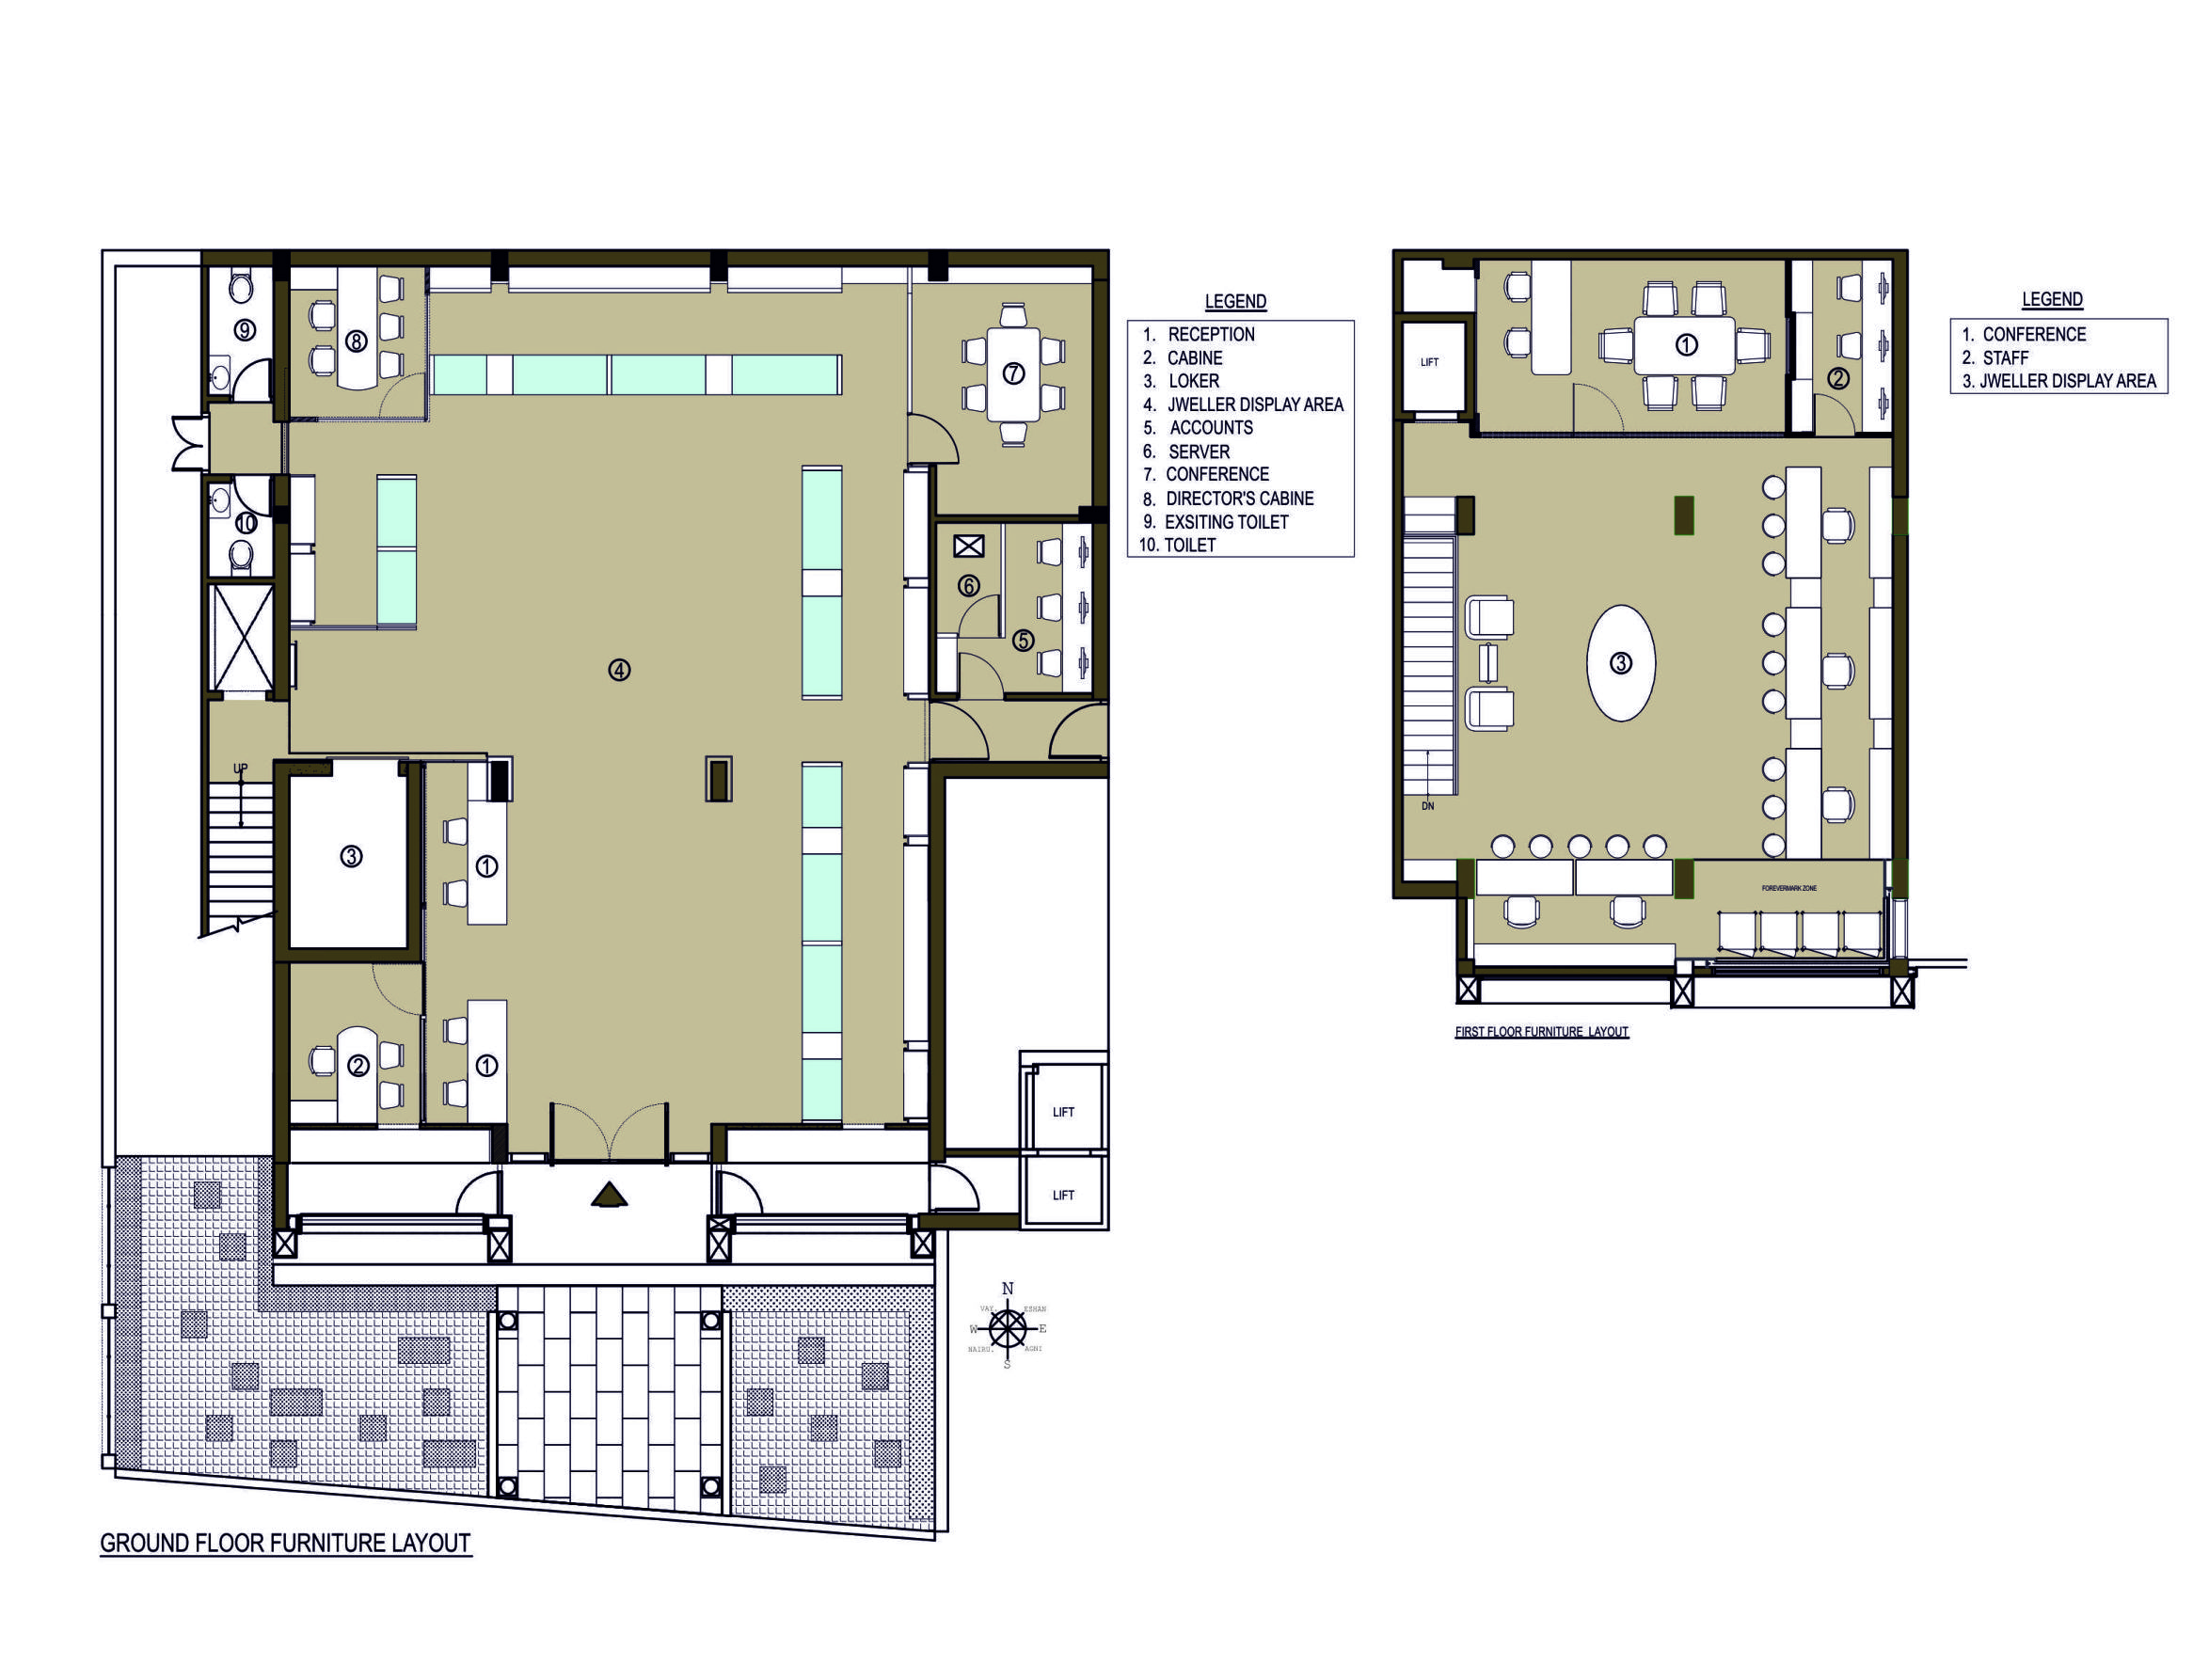 LEGEND
1. RECEPTION
2. CABINE
3. LOKER
4. JWELLER DISPLAY AREA
5. ACCOUNTS
6. SERVER
7. CONFERENCE
8. DIRECTOR'S CABINE
9. EXSITING TOILET
10. TOILET
9
8
7
10
6
5
4
UP
3
1
2
1
LIFT
LIFT
N
VAY. ESHAN
W E
NAIRU. AGNI
S
GROUND FLOOR FURNITURE LAYOUT
LEGEND
1. CONFERENCE
2. STAFF
3. JWELLER DISPLAY AREA
LIFT
1
2
3
DN
FOREVERMARK ZONE
FIRST FLOOR FURNITURE LAYOUT